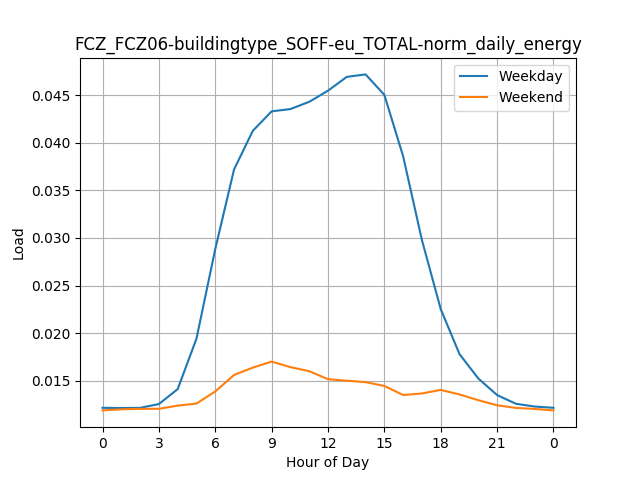 FCZ_FCZ06-buildingtype_SOFF-eu_TOTAL-norm_daily_energy
Weekday
Weekend
0.045
0.040
0.035
0.030
0.025
0.020
0.015
Load
0 3 6 9 12 15 18 21 0
Hour of Day